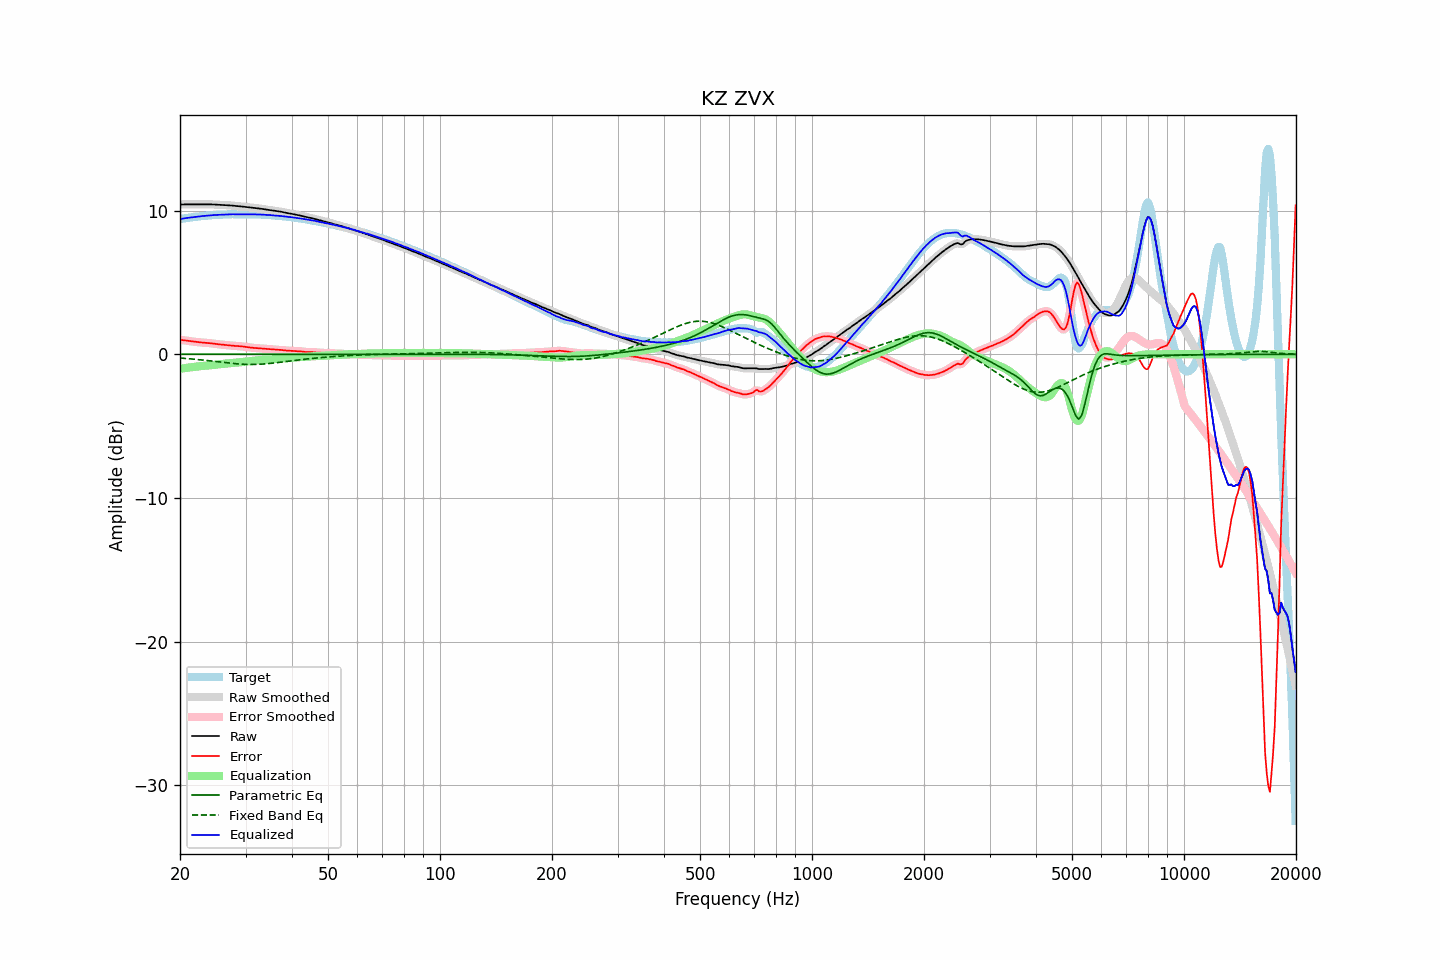 KZ ZVX
10
0
−10
−20
−30
Amplitude (dBr)
Target
Raw Smoothed
Error Smoothed
Raw
Error
Equalization
Parametric Eq
Fixed Band Eq
Equalized
20 50 100 200 500 1000 2000 5000 10000 20000
Frequency (Hz)